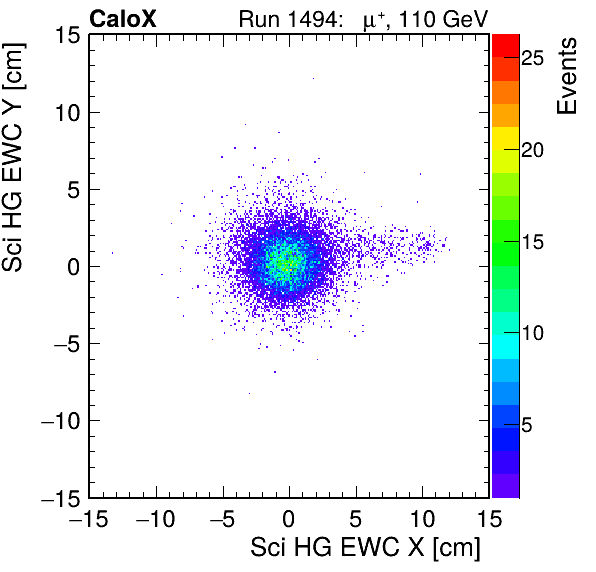 CaloX Run 1494: μ⁺, 110 GeV
Sci HG EWC Y [cm]
Events
15
10
5
0
−5
−10
−15
25
20
15
10
5
−15 −10 −5 0 5 10 15
Sci HG EWC X [cm]